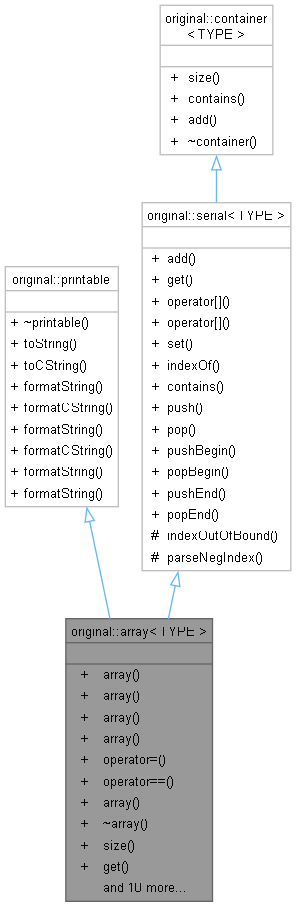 original::container
< TYPE >
+ size()
+ contains()
+ add()
+ ~container()
original::serial< TYPE >
+ add()
+ get()
+ operator[]()
+ operator[]()
+ set()
+ indexOf()
+ contains()
+ push()
+ pop()
+ pushBegin()
+ popBegin()
+ pushEnd()
+ popEnd()
# indexOutOfBound()
# parseNegIndex()
original::printable
+ ~printable()
+ toString()
+ toCString()
+ formatString()
+ formatCString()
+ formatString()
+ formatCString()
+ formatString()
+ formatString()
original::array< TYPE >
+ array()
+ array()
+ array()
+ array()
+ operator=()
+ operator==()
+ array()
+ ~array()
+ size()
+ get()
and 10 more...